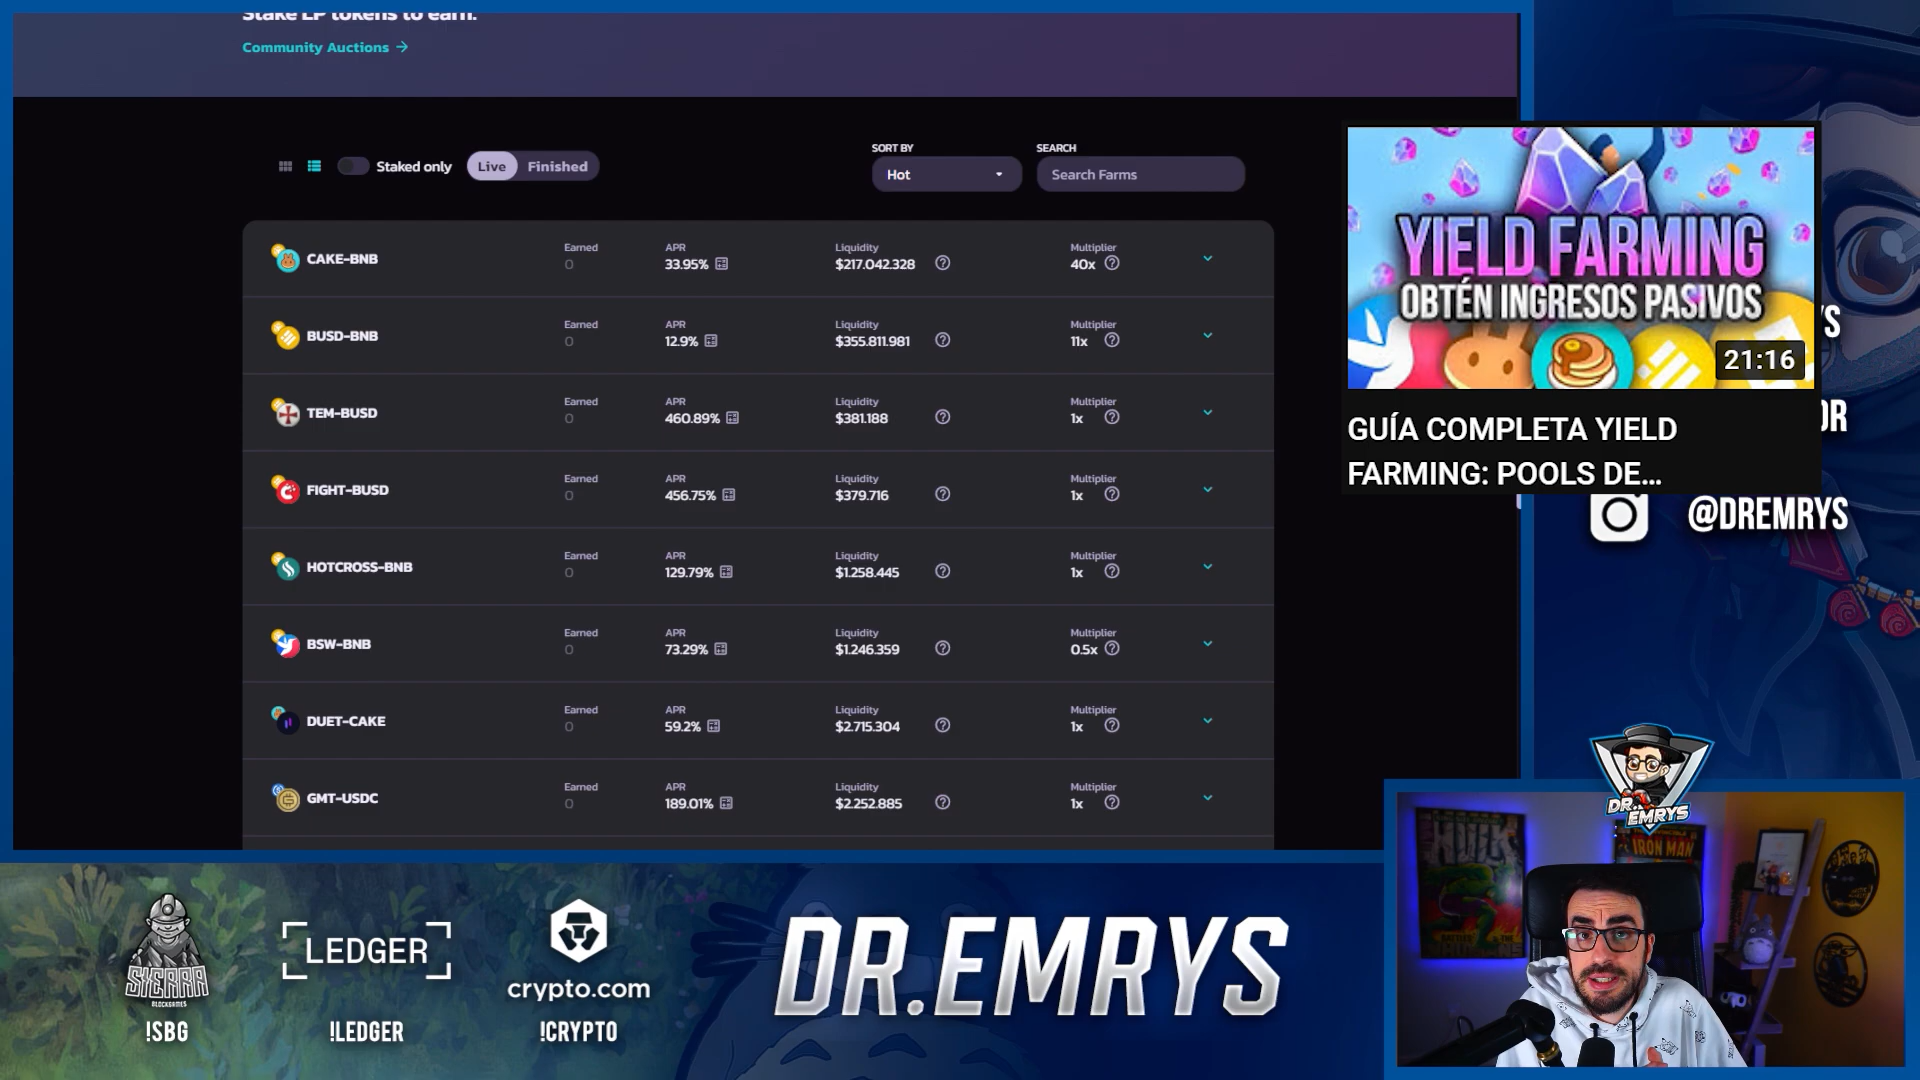 Stake LP tokens to earn.
Community Auctions
Staked only
Live
Finished
SORT BY
Hot
SEARCH
Search Farms
CAKE-BNB
Earned
0
APR
33.95%
Liquidity
$217.042.328
Multiplier
40x
BUSD-BNB
Earned
0
APR
12.9%
Liquidity
$355.811.981
Multiplier
11x
TEM-BUSD
Earned
0
APR
460.89%
Liquidity
$381.188
Multiplier
1x
FIGHT-BUSD
Earned
0
APR
456.75%
Liquidity
$379.716
Multiplier
1x
HOTCROSS-BNB
Earned
0
APR
129.79%
Liquidity
$1.258.445
Multiplier
1x
BSW-BNB
Earned
0
APR
73.29%
Liquidity
$1.246.359
Multiplier
0.5x
DUET-CAKE
Earned
0
APR
59.2%
Liquidity
$2.715.304
Multiplier
1x
GMT-USDC
Earned
0
APR
189.01%
Liquidity
$2.252.885
Multiplier
1x
YIELD FARMING
OBTÉN INGRESOS PASIVOS
21:16
GUÍA COMPLETA YIELD
FARMING: POOLS DE...
@DREMRYS
DR.
EMRYS
IRON MAN
SIERRA
BLOCKGAMES
!SBG
LEDGER
!LEDGER
crypto.com
!CRYPTO
DR.EMRYS